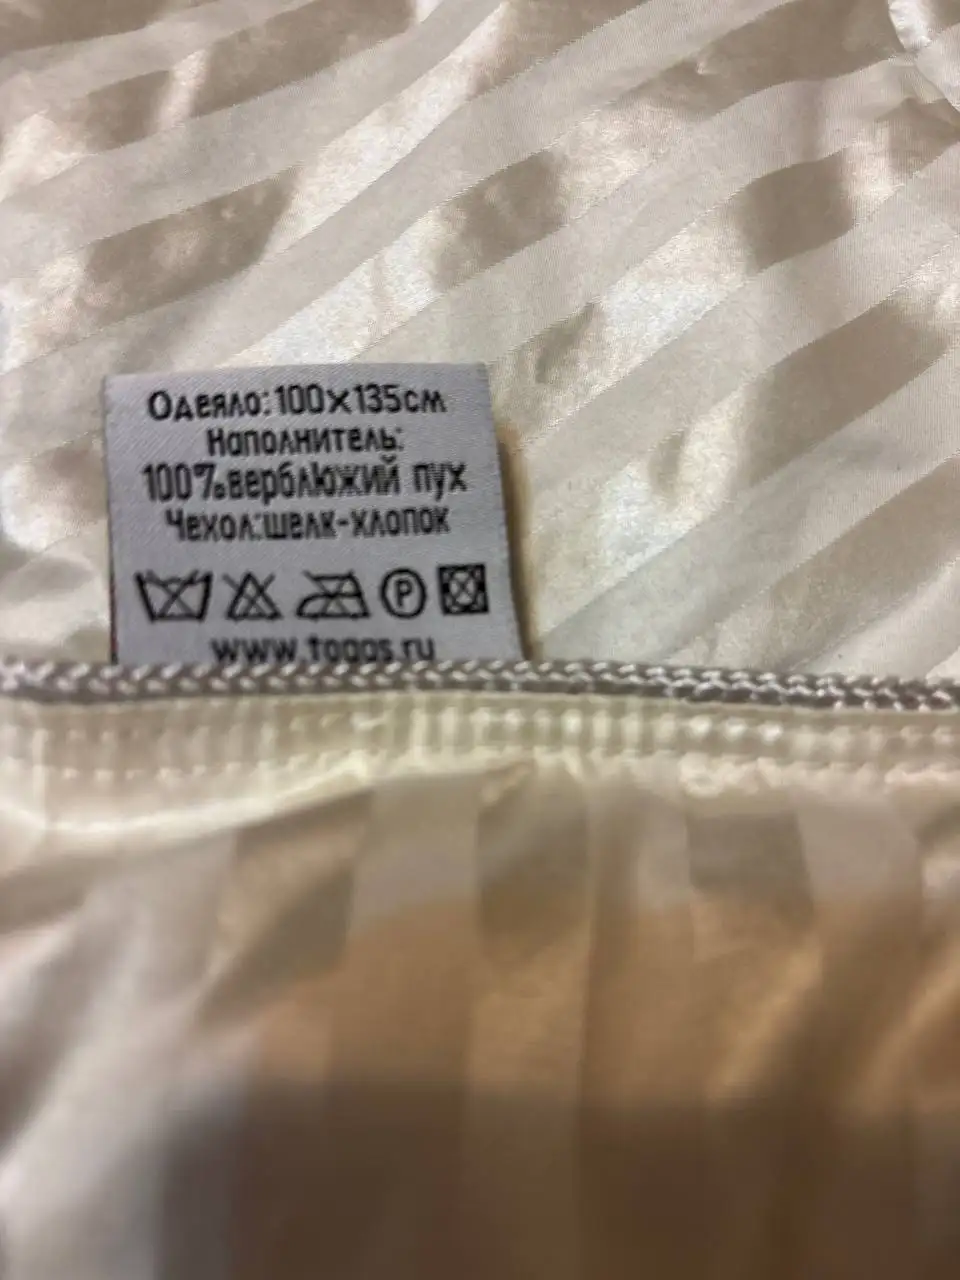 Одеяло: 100×135см
Наполнитель:
100%верблюжий пух
Чехол:шелк-хлопок
P
www.togas.ru